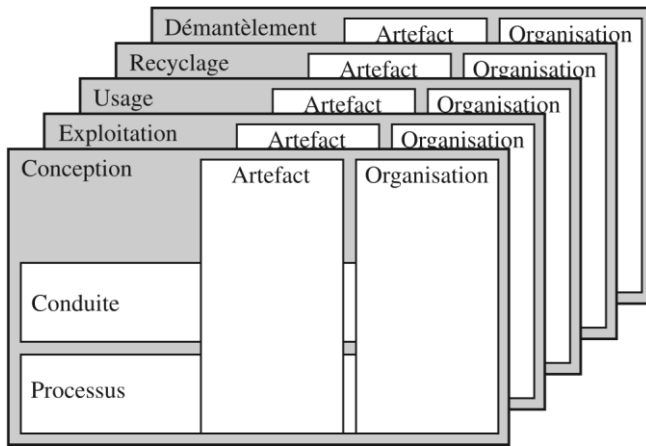 Démantèlement Artefact Organisation
Recyclage Artefact Organisation
Usage Artefact Organisation
Exploitation Artefact Organisation
Conception Artefact Organisation
Conduite
Processus